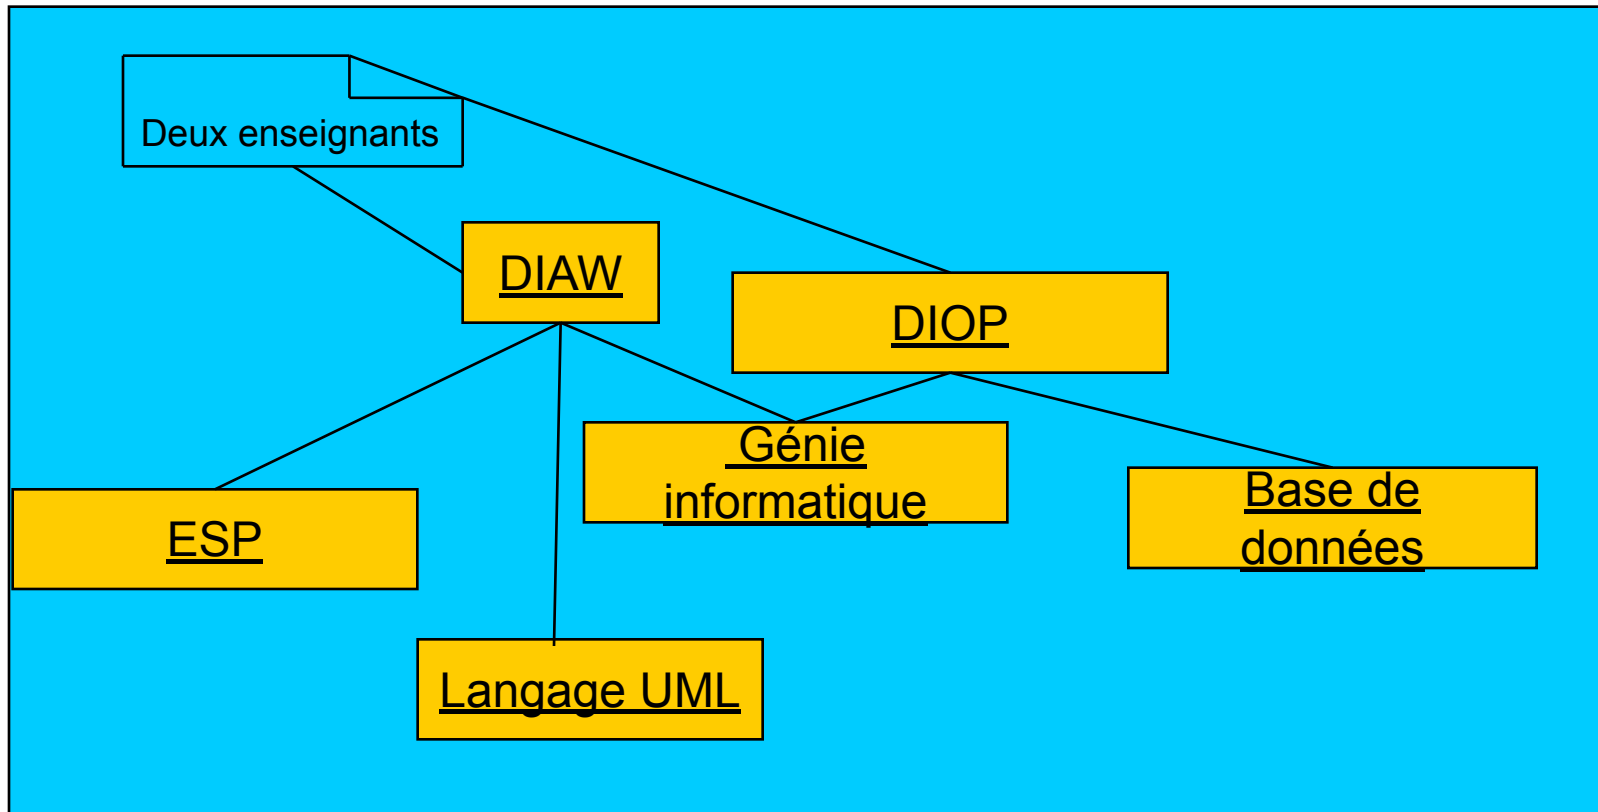 Deux enseignants
DIAW
DIOP
Génie
informatique
Base de
données
ESP
Langage UML